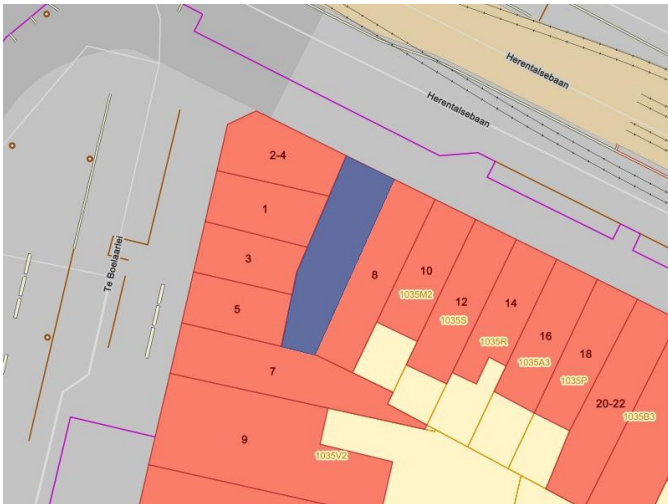 Herentalsebaan
Herentalsebaan
Te Boelaarlei
2-4
1
3
5
7
9
8
10
1035M2
12
1035S
14
1035R
16
1035A3
18
1035P
20-22
1035B3
1035V2